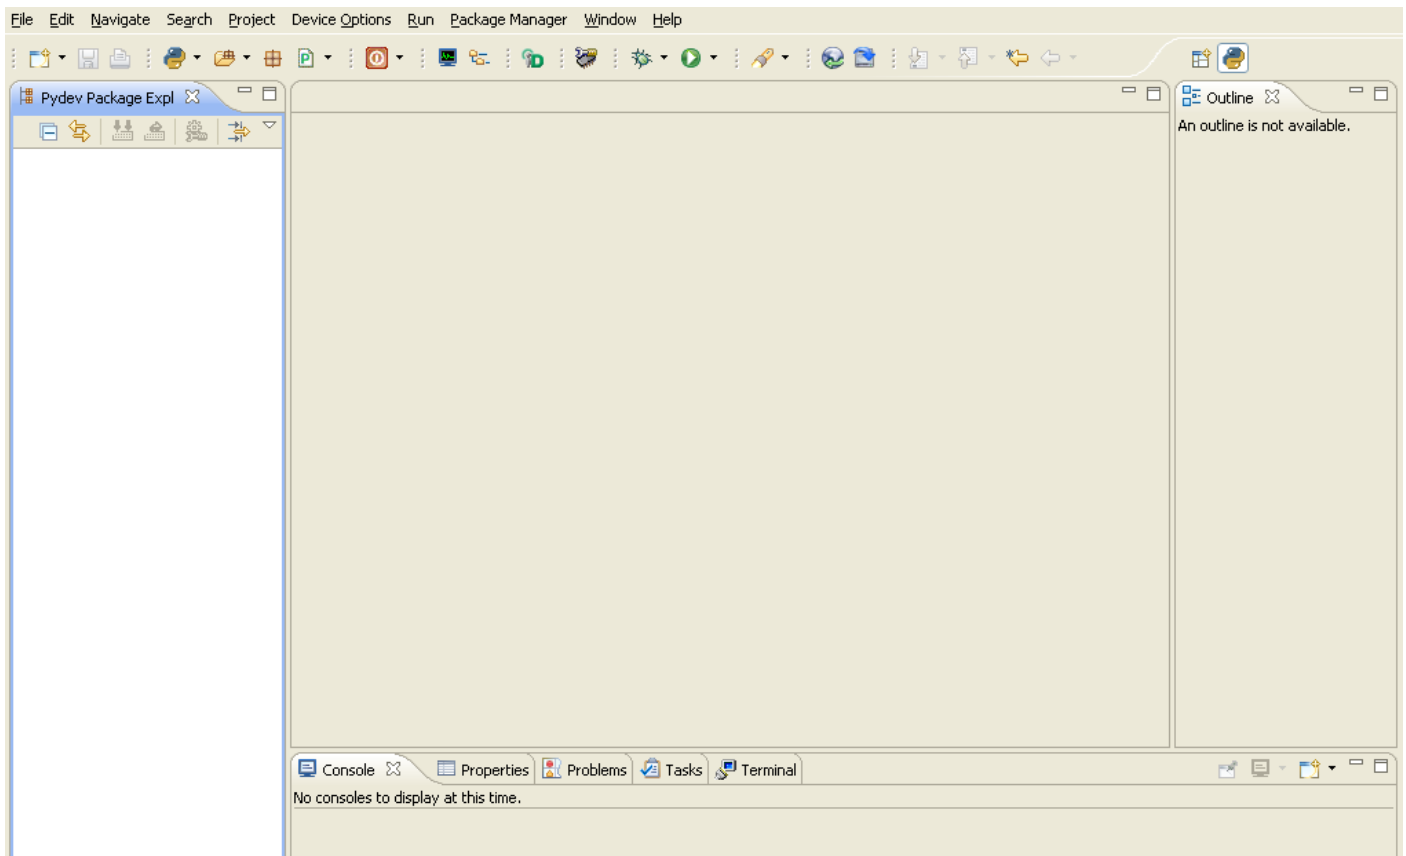 File Edit Navigate Search Project Device Options Run Package Manager Window Help
Pydev Package Expl
Outline
An outline is not available.
Console Properties Problems Tasks Terminal
No consoles to display at this time.